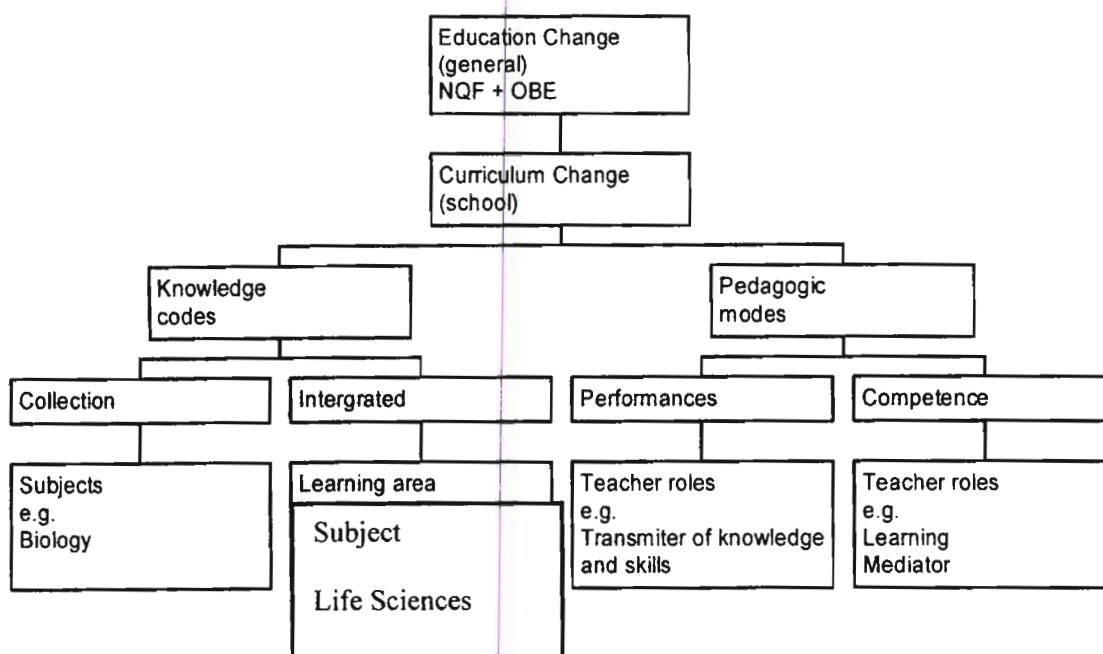 Education Change
(general)
NQF + OBE
Curriculum Change
(school)
Knowledge
codes
Pedagogic
modes
Collection
Intergrated
Performances
Competence
Subjects
e.g.
Biology
Learning area
Subject
Life Sciences
Teacher roles
e.g.
Transmiter of knowledge
and skills
Teacher roles
e.g.
Learning
Mediator